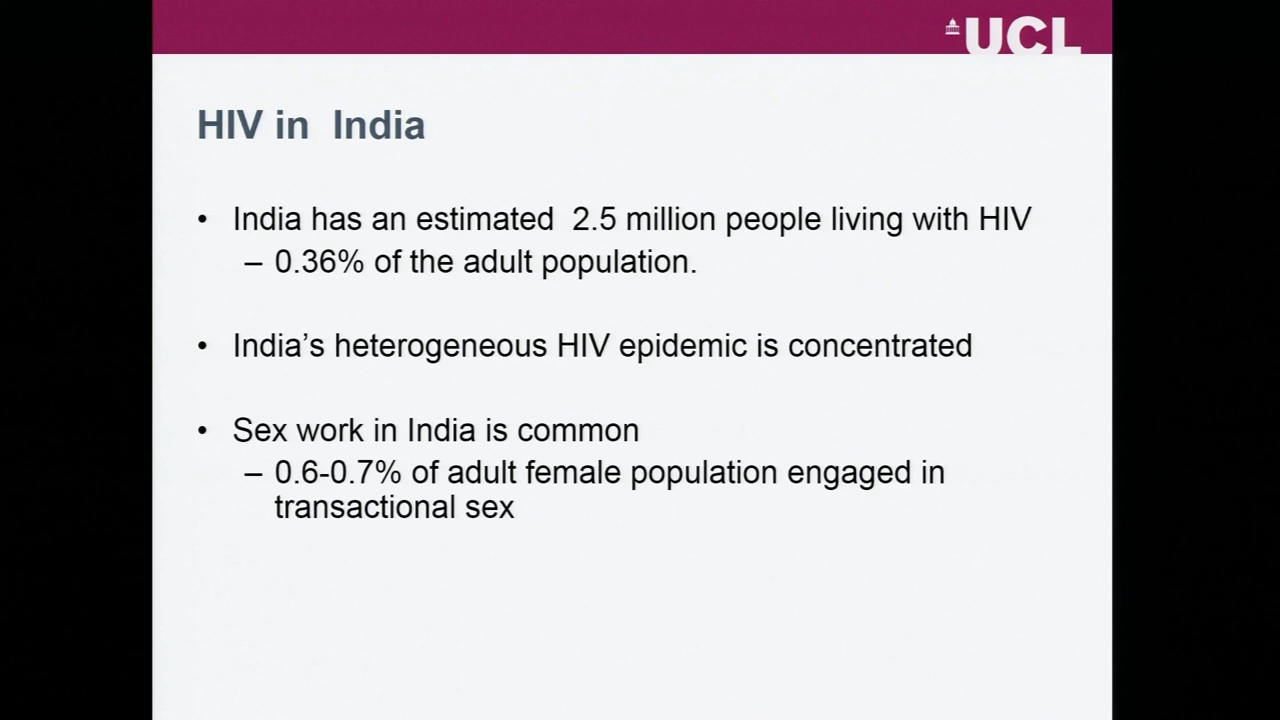 UCL
HIV in  India
• India has an estimated  2.5 million people living with HIV
– 0.36% of the adult population.
• India’s heterogeneous HIV epidemic is concentrated
• Sex work in India is common
– 0.6-0.7% of adult female population engaged in
transactional sex